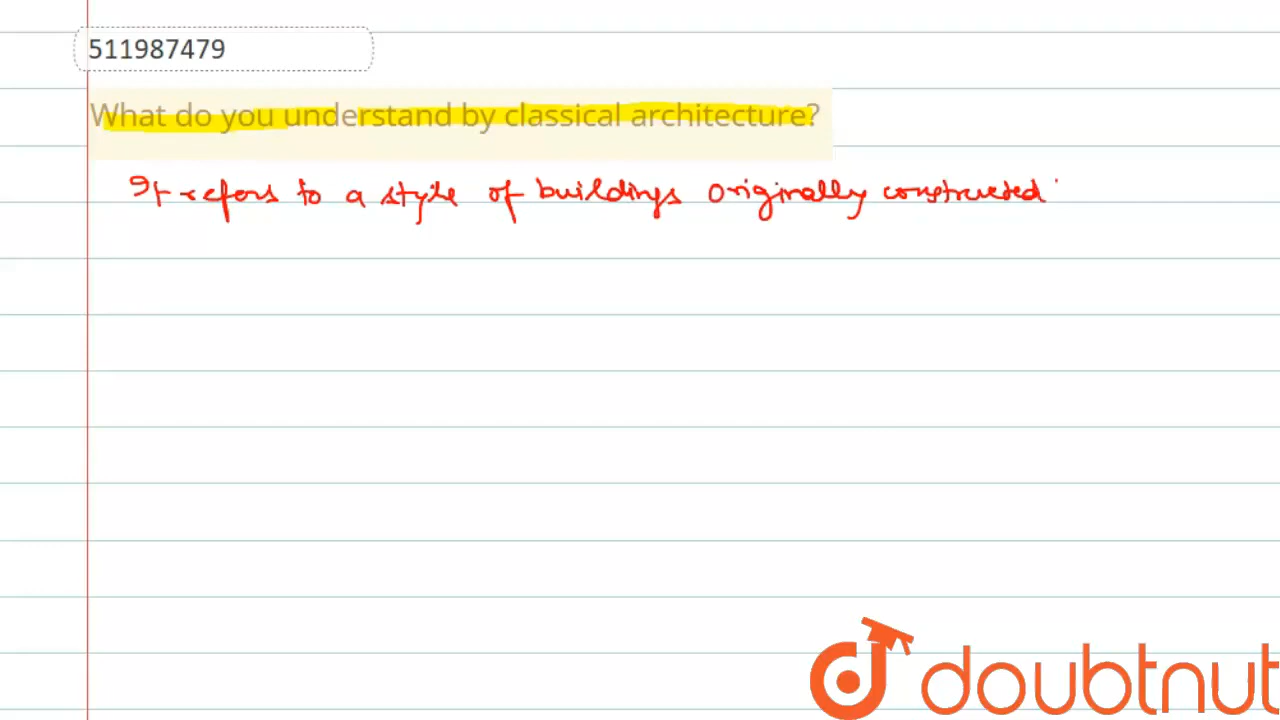 511987479
What do you understand by classical architecture?
It refers to a style of buildings originally constructed
doubtnut